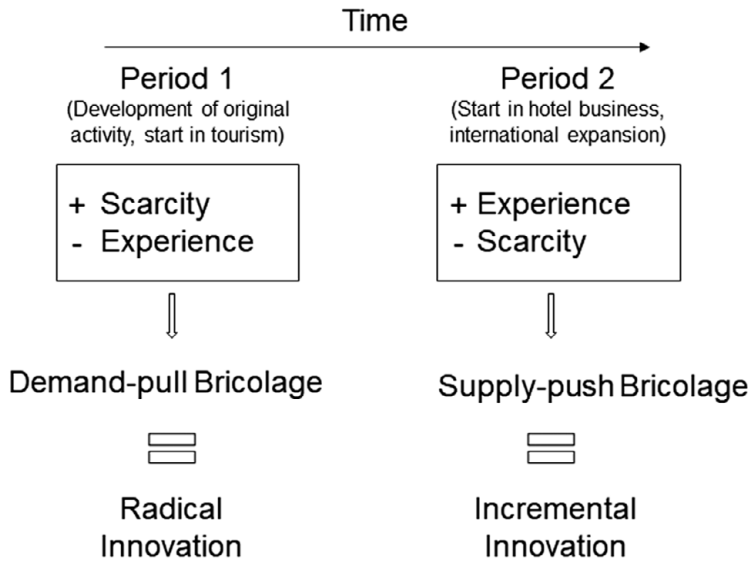 Time
Period 1
(Development of original
activity, start in tourism)
+ Scarcity
- Experience
Demand-pull Bricolage
Radical
Innovation
Period 2
(Start in hotel business,
international expansion)
+ Experience
- Scarcity
Supply-push Bricolage
Incremental
Innovation